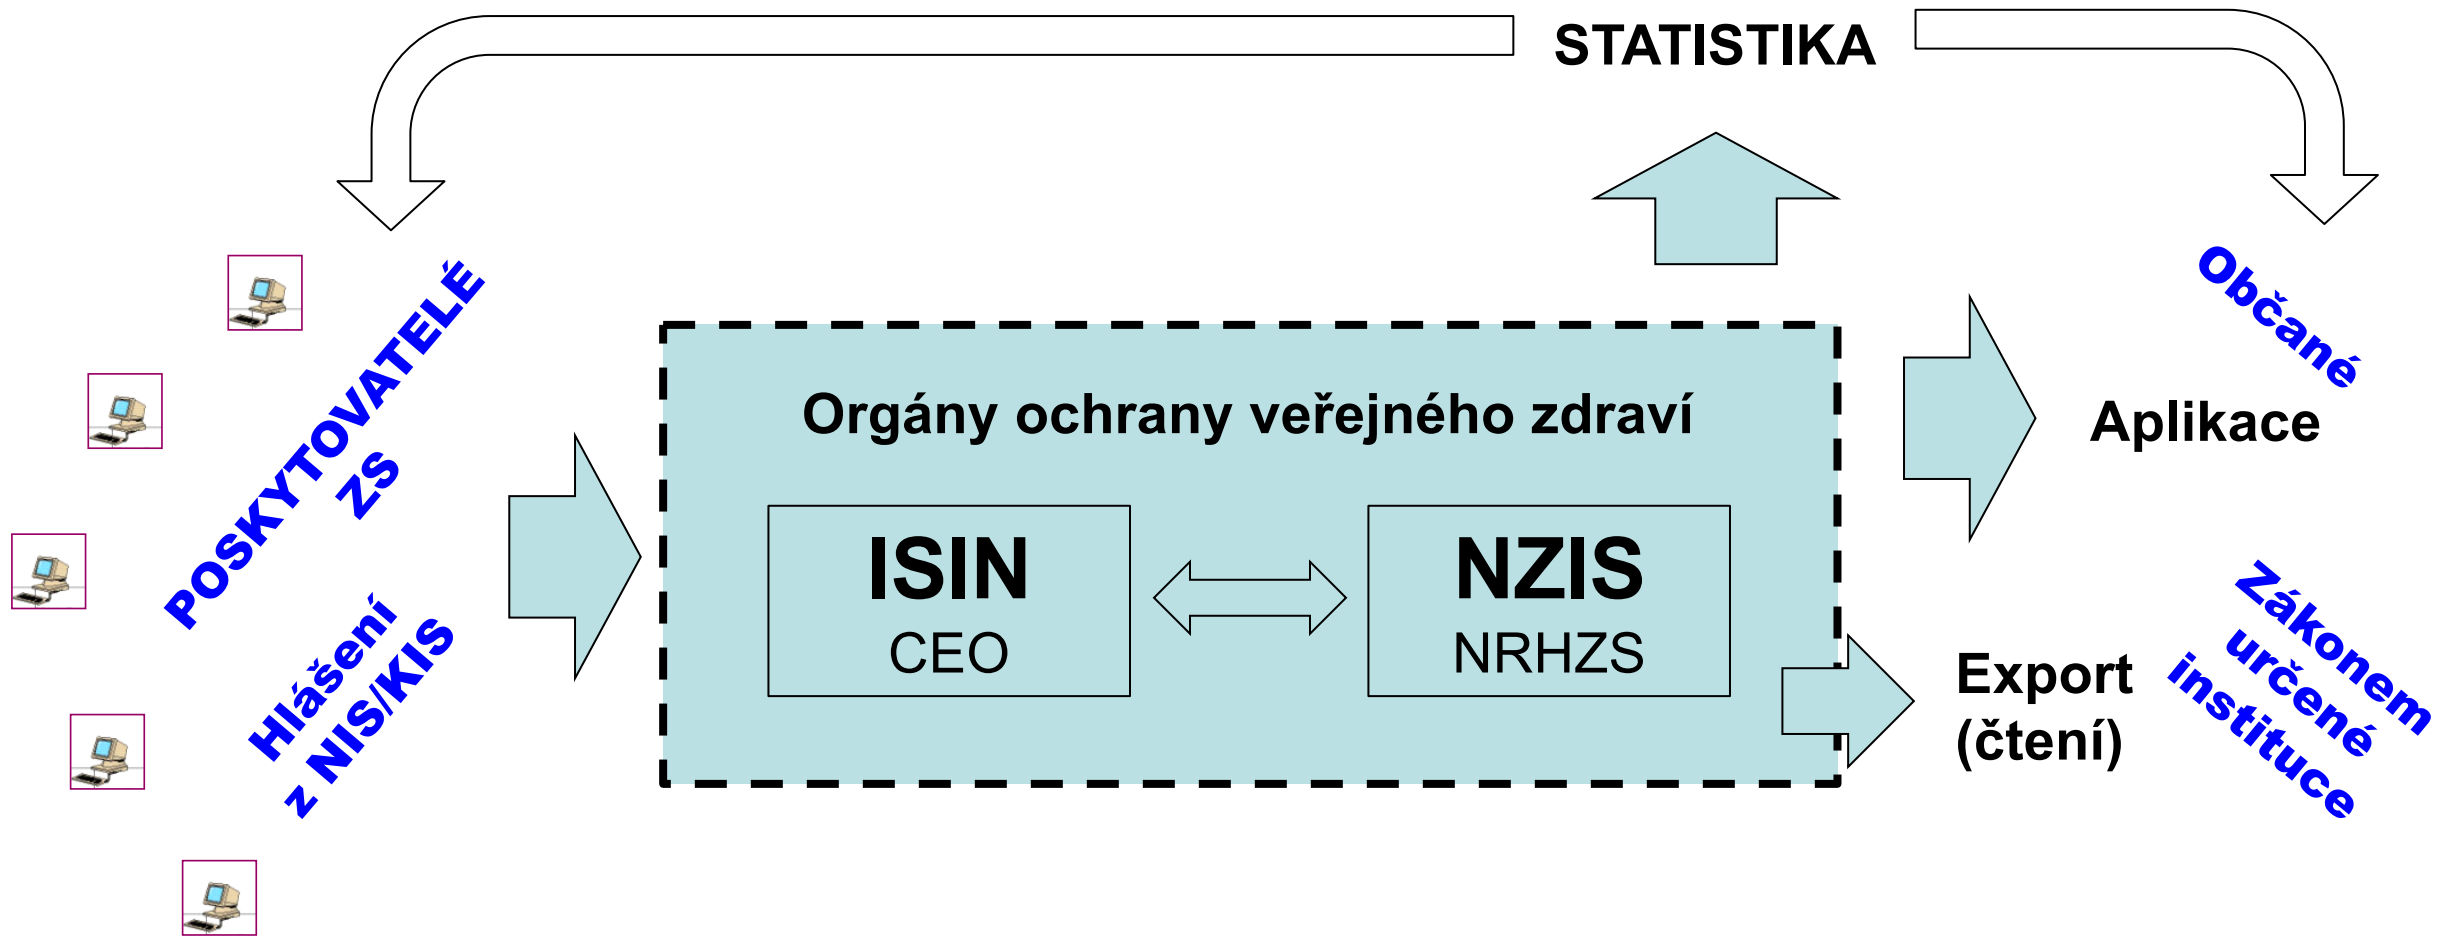 STATISTIKA
POSKYTOVATELÉ
ZS
Hlášení
z NIS/KIS
Orgány ochrany veřejného zdraví
ISIN
CEO
NZIS
NRHZS
Občané
Aplikace
Export
(čtení)
Zákonem
určené
instituce